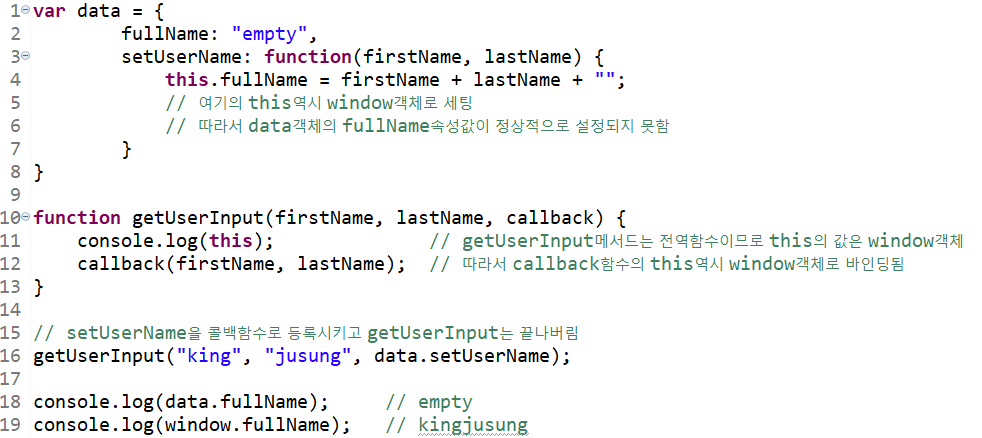 1 var data = {
2         fullName: "empty",
3         setUserName: function(firstName, lastName) {
4             this.fullName = firstName + lastName + "";
5             // 여기의 this역시 window객체로 세팅
6             // 따라서 data객체의 fullName속성값이 정상적으로 설정되지 못함
7         }
8 }
9
10 function getUserInput(firstName, lastName, callback) {
11     console.log(this);              // getUserInput메서드는 전역함수이므로 this의 값은 window객체
12     callback(firstName, lastName);  // 따라서 callback함수의 this역시 window객체로 바인딩됨
13 }
14
15 // setUserName을 콜백함수로 등록시키고 getUserInput는 끝나버림
16 getUserInput("king", "jusung", data.setUserName);
17
18 console.log(data.fullName);     // empty
19 console.log(window.fullName);   // kingjusung